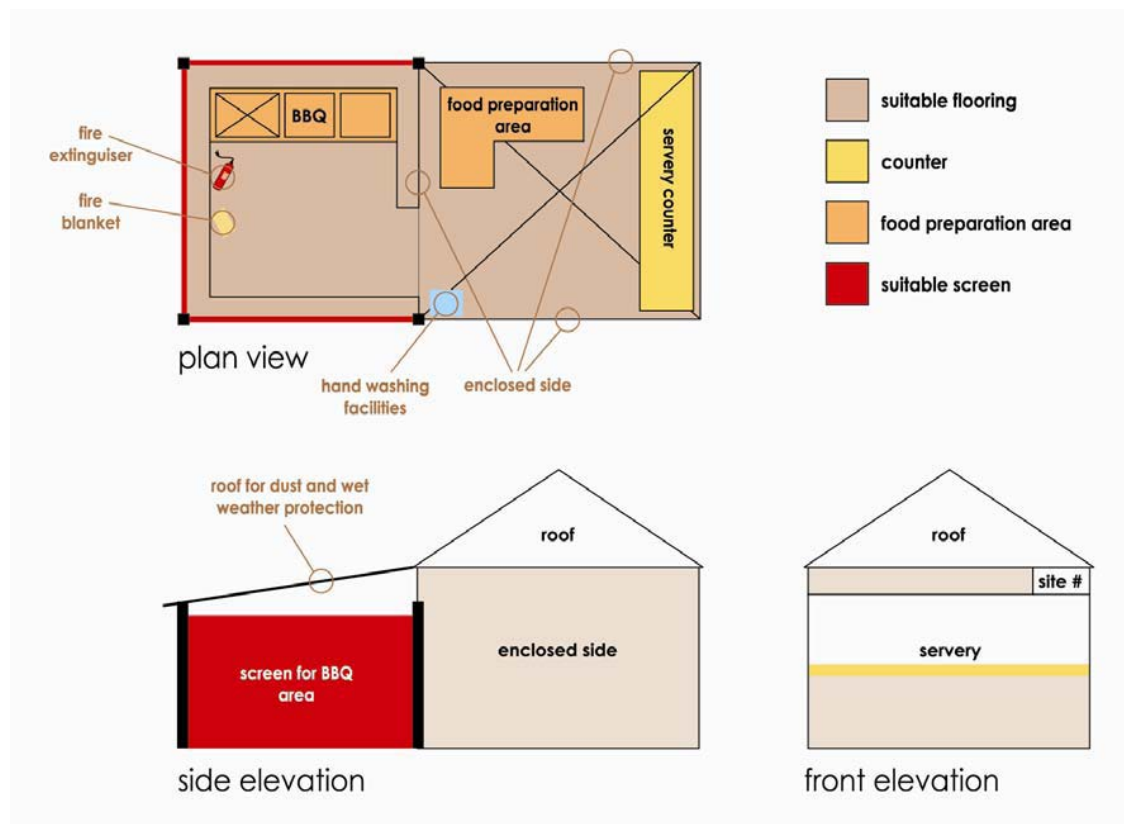 fire
extinguiser
fire
blanket
BBQ
food preparation
area
servery counter
suitable flooring
counter
food preparation area
suitable screen
plan view
hand washing
facilities
enclosed side
roof for dust and wet
weather protection
roof
enclosed side
screen for BBQ
area
side elevation
roof
site #
servery
front elevation